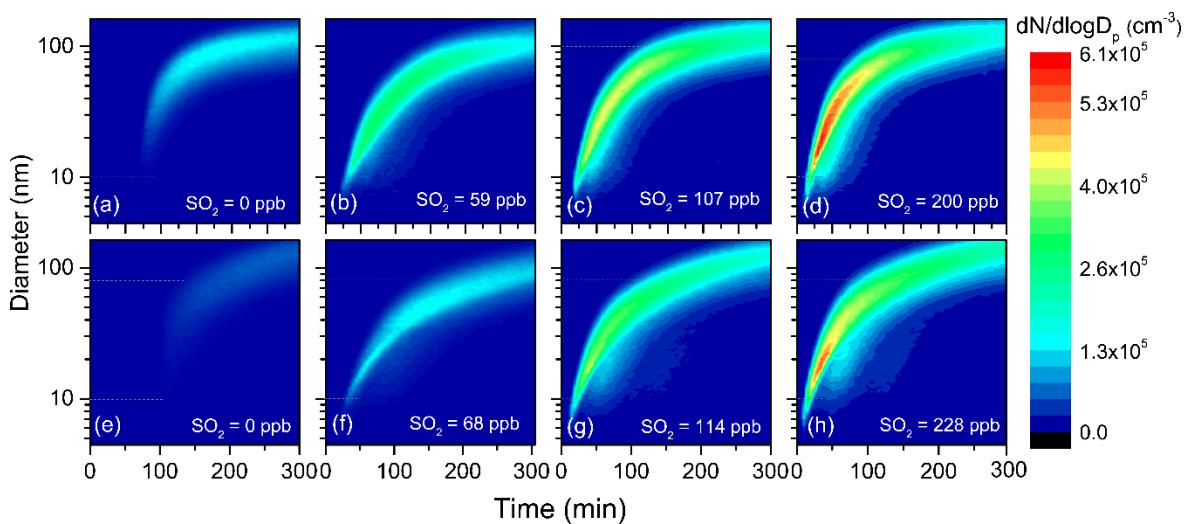 dN/dlogDₚ (cm⁻³)
100
10
(a) SO₂ = 0 ppb
(b) SO₂ = 59 ppb
(c) SO₂ = 107 ppb
(d) SO₂ = 200 ppb
6.1x10⁵
5.3x10⁵
4.0x10⁵
2.6x10⁵
1.3x10⁵
0.0
Diameter (nm)
100
10
(e) SO₂ = 0 ppb
(f) SO₂ = 68 ppb
(g) SO₂ = 114 ppb
(h) SO₂ = 228 ppb
0 100 200 300 0 100 200 300 0 100 200 300 0 100 200 300
Time (min)